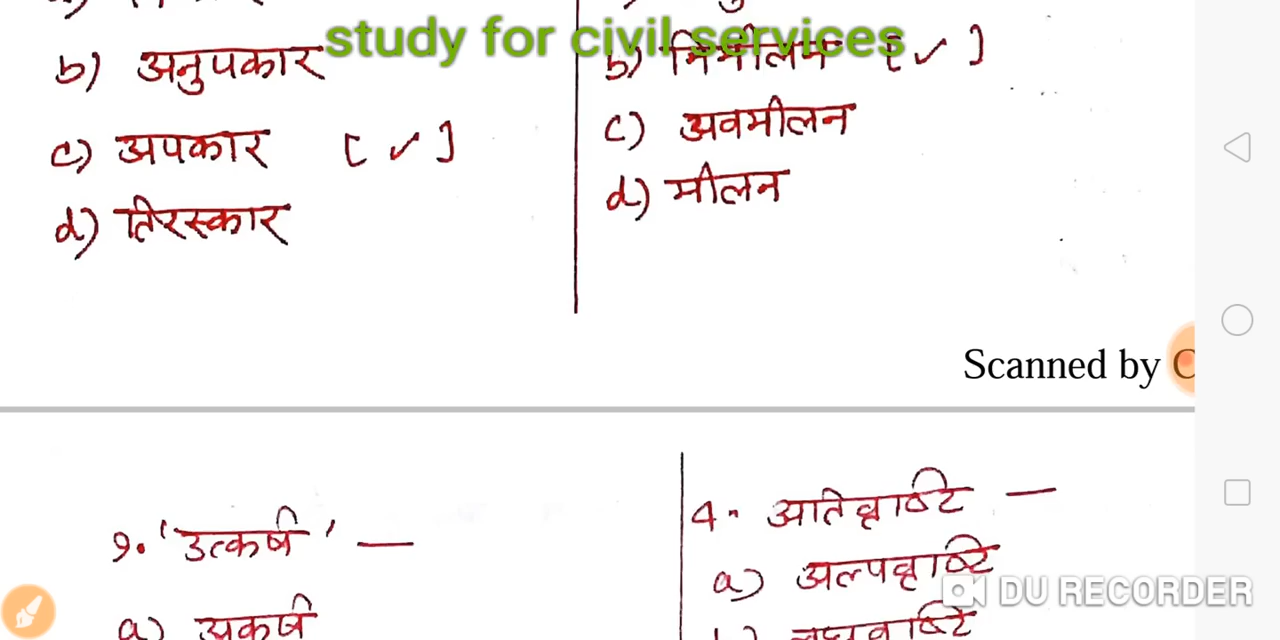 study for civil services
b) अनुपकार
c) अपकार [✓]
d) तिरस्कार
b) निमीलन [✓]
c) अवमीलन
d) मीलन
Scanned by C
9. 'उत्कर्ष' —
a) अकर्ष
4. अतिवृष्टि —
a) अल्पवृष्टि
DU RECORDER